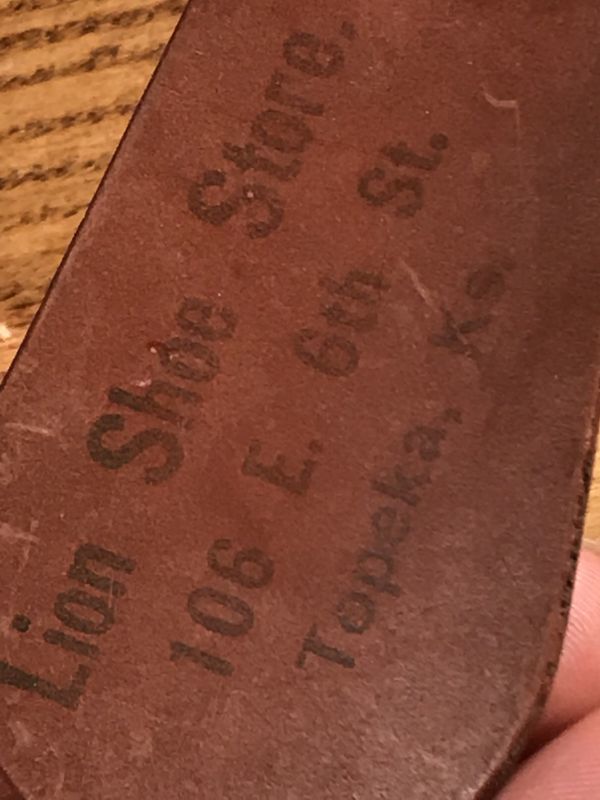 Lion Shoe Store,
106 E. 6th St.
Topeka, Ks.